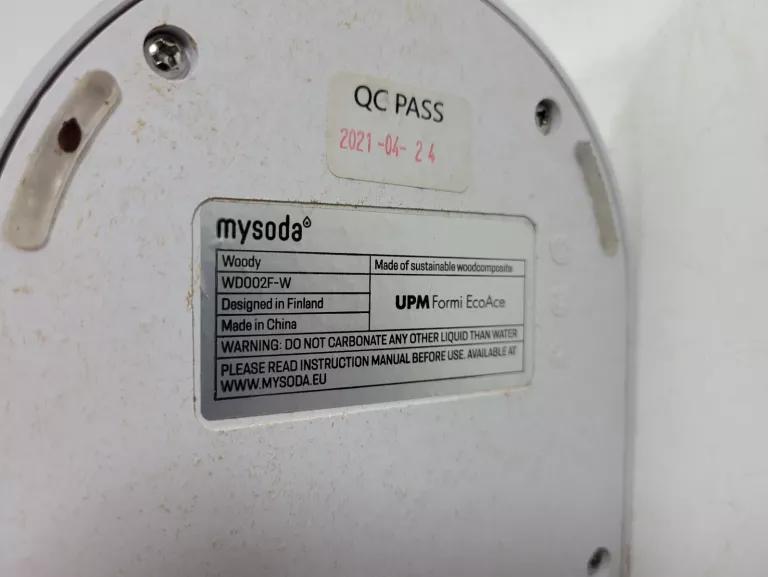 QC PASS
2021-04-24
mysoda
Woody
Made of sustainable woodcomposite
WD002F-W
Designed in Finland
UPM Formi EcoAce
Made in China
WARNING: DO NOT CARBONATE ANY OTHER LIQUID THAN WATER
PLEASE READ INSTRUCTION MANUAL BEFORE USE. AVAILABLE AT
WWW.MYSODA.EU